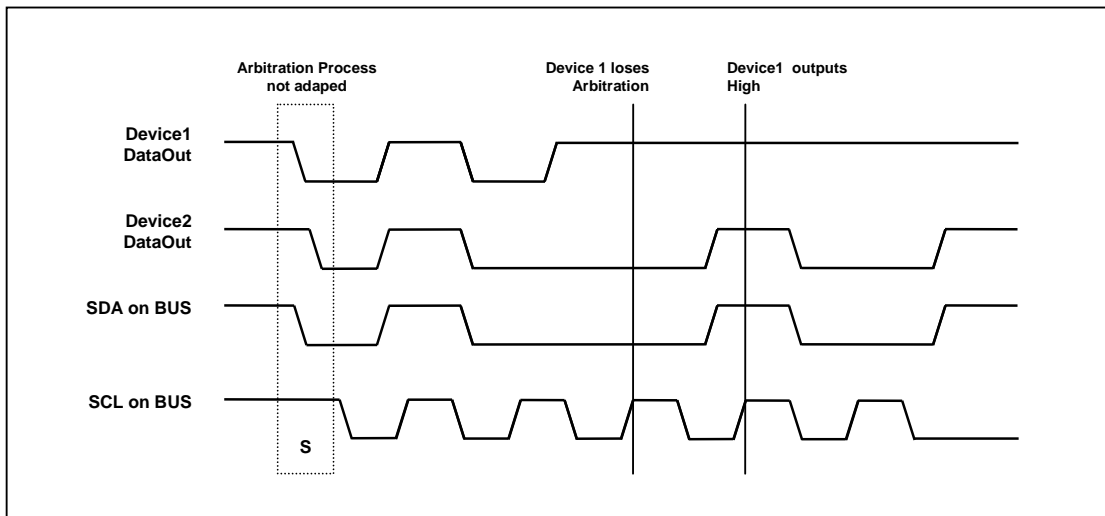 Arbitration Process
not adaped
Device 1 loses
Arbitration
Device1 outputs
High
Device1
DataOut
Device2
DataOut
SDA on BUS
SCL on BUS
S